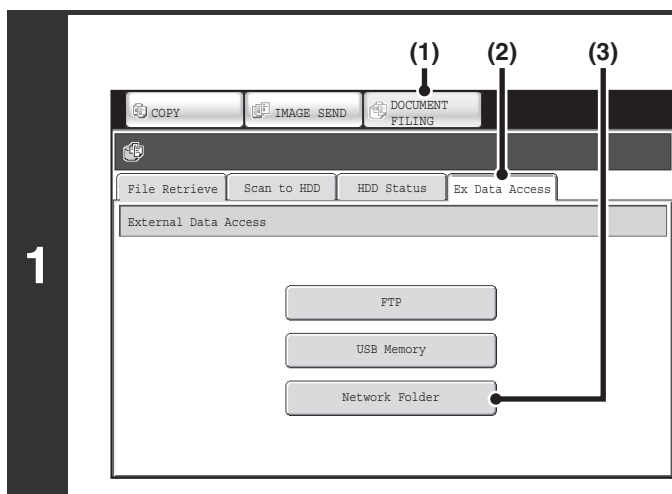 (1) (2) (3)
COPY IMAGE SEND DOCUMENT
FILING
File Retrieve Scan to HDD HDD Status Ex Data Access
External Data Access
1
FTP
USB Memory
Network Folder